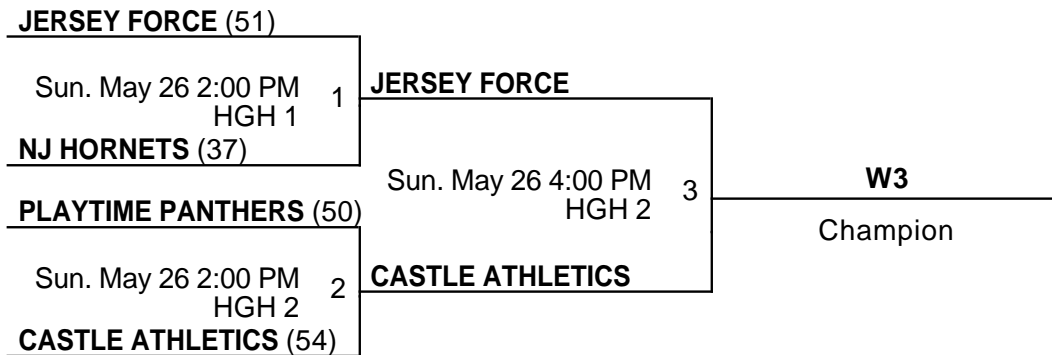 JERSEY FORCE (51)
Sun. May 26 2:00 PM
HGH 1
1
JERSEY FORCE
NJ HORNETS (37)
Sun. May 26 4:00 PM
HGH 2
3
W3
Champion
PLAYTIME PANTHERS (50)
Sun. May 26 2:00 PM
HGH 2
2
CASTLE ATHLETICS
CASTLE ATHLETICS (54)